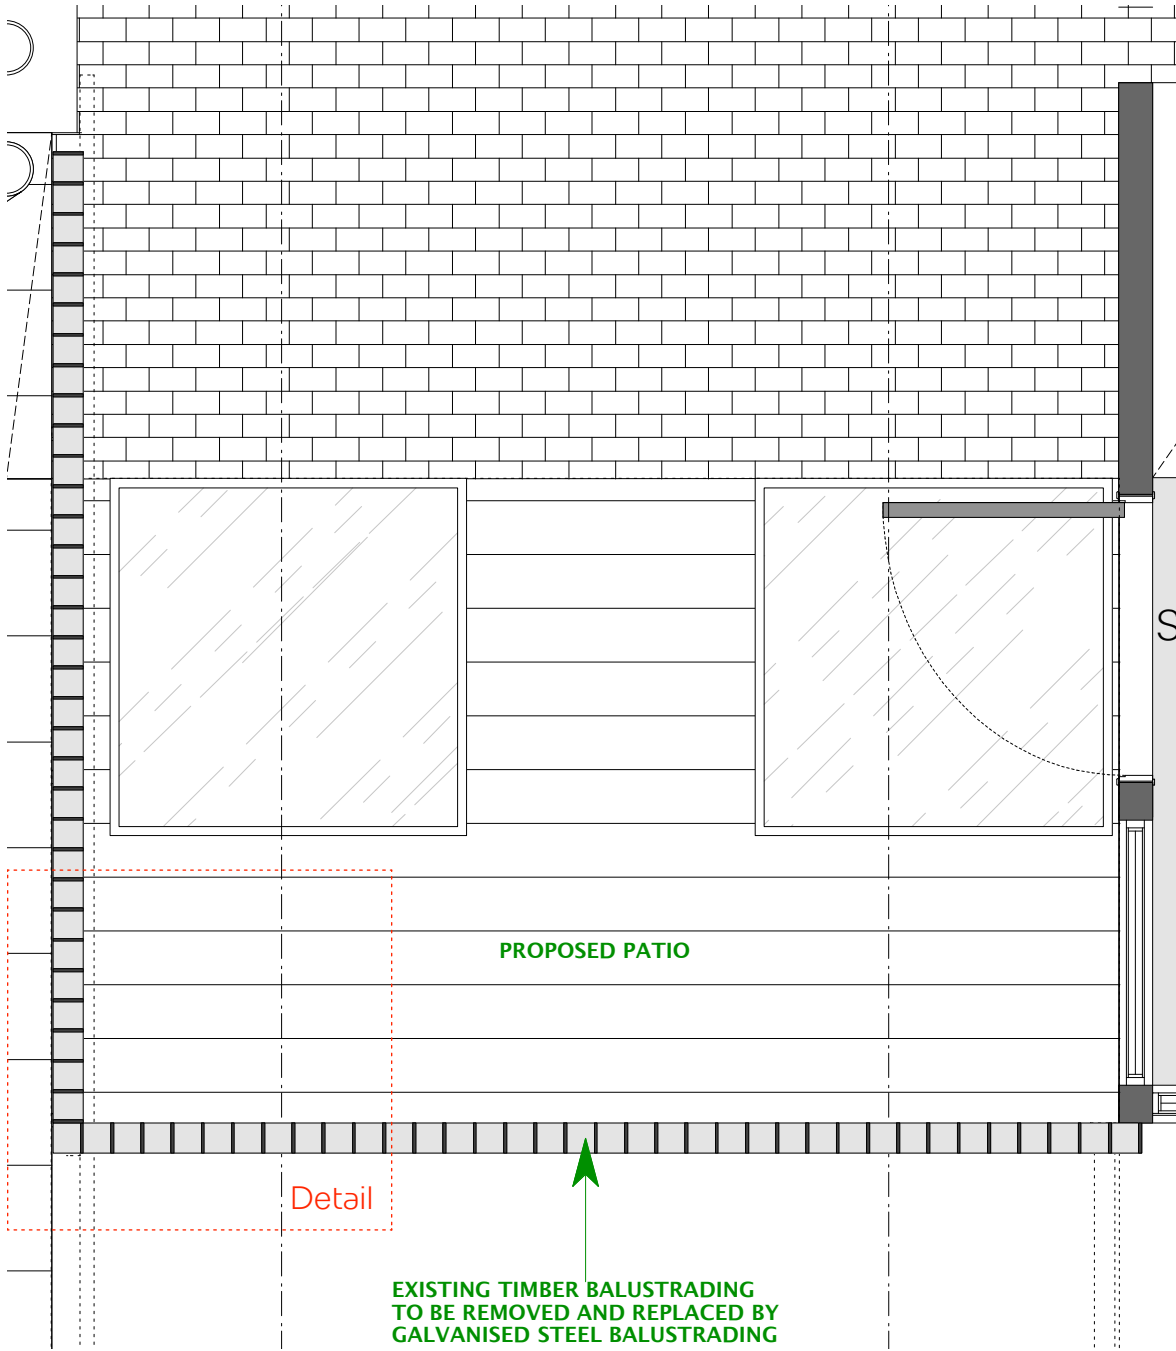 S
PROPOSED PATIO
Detail
EXISTING TIMBER BALUSTRADING
TO BE REMOVED AND REPLACED BY
GALVANISED STEEL BALUSTRADING